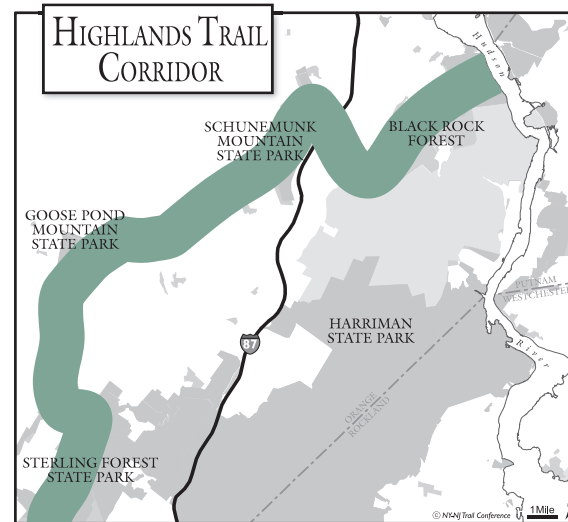 HIGHLANDS TRAIL
CORRIDOR
Hudson
SCHUNEMUNK
MOUNTAIN
STATE PARK
BLACK ROCK
FOREST
GOOSE POND
MOUNTAIN
STATE PARK
PUTNAM
WESTCHESTER
87
HARRIMAN
STATE PARK
River
ORANGE
ROCKLAND
STERLING FOREST
STATE PARK
© NY-NJ Trail Conference
1 Mile